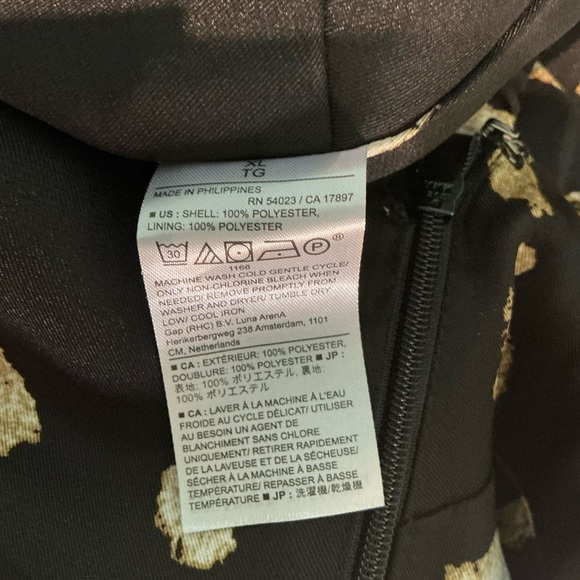 XL
TG
MADE IN PHILIPPINES
RN 54023 / CA 17897
■ US : SHELL: 100% POLYESTER,
LINING: 100% POLYESTER
30 P ®
1166
MACHINE WASH COLD GENTLE CYCLE/
ONLY NON-CHLORINE BLEACH WHEN
NEEDED/ REMOVE PROMPTLY FROM
WASHER AND DRYER/ TUMBLE DRY
LOW/ COOL IRON
Gap (RHC) B.V. Luna ArenA
Herikerbergweg 238 Amsterdam, 1101
CM, Netherlands
■ CA : EXTÉRIEUR: 100% POLYESTER,
DOUBLURE: 100% POLYESTER ■ JP :
表地: 100% ポリエステル, 裏地:
100% ポリエステル
■ CA : LAVER À LA MACHINE À L'EAU
FROIDE AU CYCLE DÉLICAT/ UTILISER
AU BESOIN UN AGENT DE
BLANCHIMENT SANS CHLORE
UNIQUEMENT/ RETIRER RAPIDEMENT
DE LA LAVEUSE ET DE LA SÉCHEUSE/
SÉCHER À LA MACHINE À BASSE
TEMPÉRATURE/ REPASSER À BASSE
TEMPÉRATURE ■ JP : 洗濯機/乾燥機